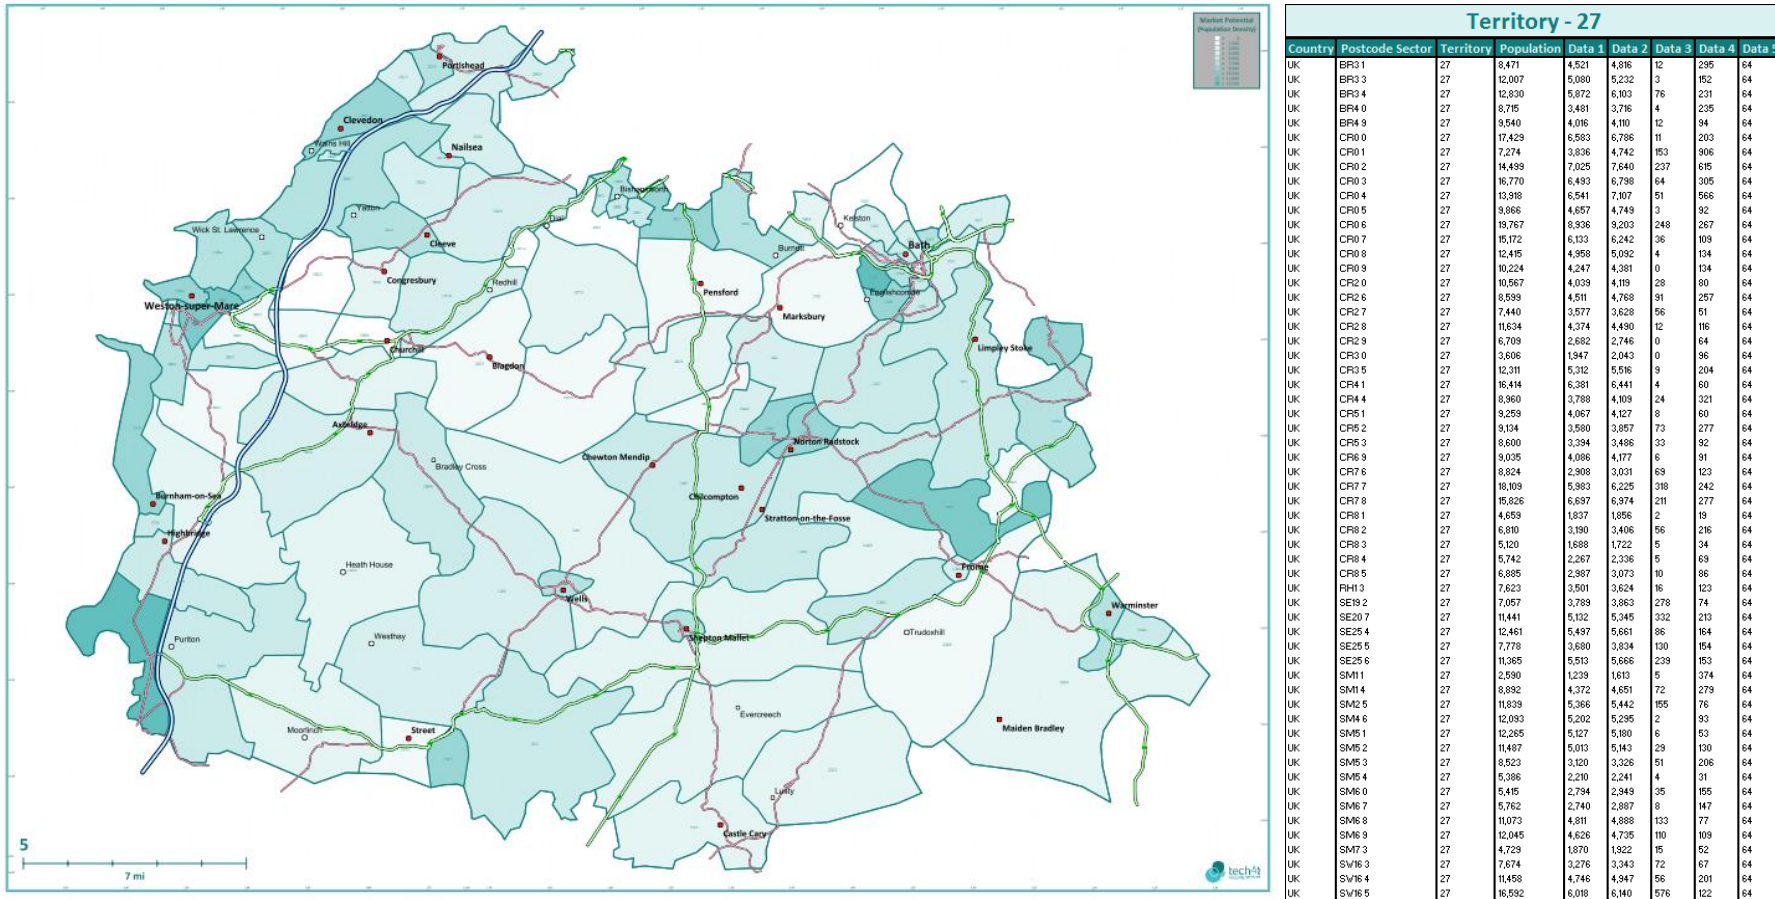 Market Potential
(Population Density)
Portishead
Clevedon
Wains Hill
Nailsea
Bishopsworth
Yatton
Dial
Kelston
Wick St. Lawrence
Cleeve
Bath
Burnett
Congresbury
Redhill
Pensford
Englishcombe
Weston-super-Mare
Marksbury
Churchill
Limpley Stoke
Blagdon
Axbridge
Norton Radstock
Chewton Mendip
Bradley Cross
Burnham-on-Sea
Chilcompton
Stratton-on-the-Fosse
Highbridge
Heath House
Frome
Wells
Warminster
Puriton
Westhay
Shepton Mallet
Trudoxhill
Evercreech
Maiden Bradley
Moorlinch
Street
Lusty
Castle Cary
5
7 mi
tech4t
Territory - 27
Country Postcode Sector Territory Population Data 1 Data 2 Data 3 Data 4 Data 5
UK BR3 1 27 8,471 4,521 4,816 12 295 64
UK BR3 3 27 12,007 5,080 5,232 3 152 64
UK BR3 4 27 12,830 5,872 6,103 76 231 64
UK BR4 0 27 8,715 3,481 3,716 4 235 64
UK BR4 9 27 9,540 4,016 4,110 12 94 64
UK CR0 0 27 17,429 6,583 6,786 11 203 64
UK CR0 1 27 7,274 3,836 4,742 153 906 64
UK CR0 2 27 14,499 7,025 7,640 237 615 64
UK CR0 3 27 16,770 6,493 6,798 64 305 64
UK CR0 4 27 13,918 6,541 7,107 51 566 64
UK CR0 5 27 9,866 4,657 4,749 3 92 64
UK CR0 6 27 19,767 8,936 9,203 248 267 64
UK CR0 7 27 15,172 6,133 6,242 36 109 64
UK CR0 8 27 12,415 4,958 5,092 4 134 64
UK CR0 9 27 10,224 4,247 4,381 0 134 64
UK CR2 0 27 10,567 4,039 4,119 28 80 64
UK CR2 6 27 8,599 4,511 4,768 91 257 64
UK CR2 7 27 7,440 3,577 3,628 56 51 64
UK CR2 8 27 11,634 4,374 4,490 12 116 64
UK CR2 9 27 6,709 2,682 2,746 0 64 64
UK CR3 0 27 3,606 1,947 2,043 0 96 64
UK CR3 5 27 12,311 5,312 5,516 9 204 64
UK CR4 1 27 16,414 6,381 6,441 4 60 64
UK CR4 4 27 8,960 3,788 4,109 24 321 64
UK CR5 1 27 9,259 4,067 4,127 8 60 64
UK CR5 2 27 9,134 3,580 3,857 73 277 64
UK CR5 3 27 8,600 3,394 3,486 33 92 64
UK CR6 9 27 9,035 4,086 4,177 6 91 64
UK CR7 6 27 8,824 2,908 3,031 69 123 64
UK CR7 7 27 18,109 5,983 6,225 318 242 64
UK CR7 8 27 15,826 6,697 6,974 211 277 64
UK CR8 1 27 4,659 1,837 1,856 2 19 64
UK CR8 2 27 6,810 3,190 3,406 56 216 64
UK CR8 3 27 5,120 1,688 1,722 5 34 64
UK CR8 4 27 5,742 2,267 2,336 5 69 64
UK CR8 5 27 6,885 2,987 3,073 10 86 64
UK RH1 3 27 7,623 3,501 3,624 16 123 64
UK SE19 2 27 7,057 3,789 3,863 278 74 64
UK SE20 7 27 11,441 5,132 5,345 332 213 64
UK SE25 4 27 12,461 5,497 5,661 86 164 64
UK SE25 5 27 7,778 3,680 3,834 130 154 64
UK SE25 6 27 11,365 5,513 5,666 239 153 64
UK SM1 1 27 2,590 1,239 1,613 5 374 64
UK SM1 4 27 8,892 4,372 4,651 72 279 64
UK SM2 5 27 11,839 5,366 5,442 155 76 64
UK SM4 6 27 12,093 5,202 5,295 2 93 64
UK SM5 1 27 12,265 5,127 5,180 6 53 64
UK SM5 2 27 11,487 5,013 5,143 29 130 64
UK SM5 3 27 8,523 3,120 3,326 51 206 64
UK SM5 4 27 5,386 2,210 2,241 4 31 64
UK SM6 0 27 5,415 2,794 2,949 35 155 64
UK SM6 7 27 5,762 2,740 2,887 8 147 64
UK SM6 8 27 11,073 4,811 4,888 133 77 64
UK SM6 9 27 12,045 4,626 4,735 110 109 64
UK SM7 3 27 4,729 1,870 1,922 15 52 64
UK SW16 3 27 7,674 3,276 3,343 72 67 64
UK SW16 4 27 11,458 4,746 4,947 56 201 64
UK SW16 5 27 16,592 6,018 6,140 576 122 64